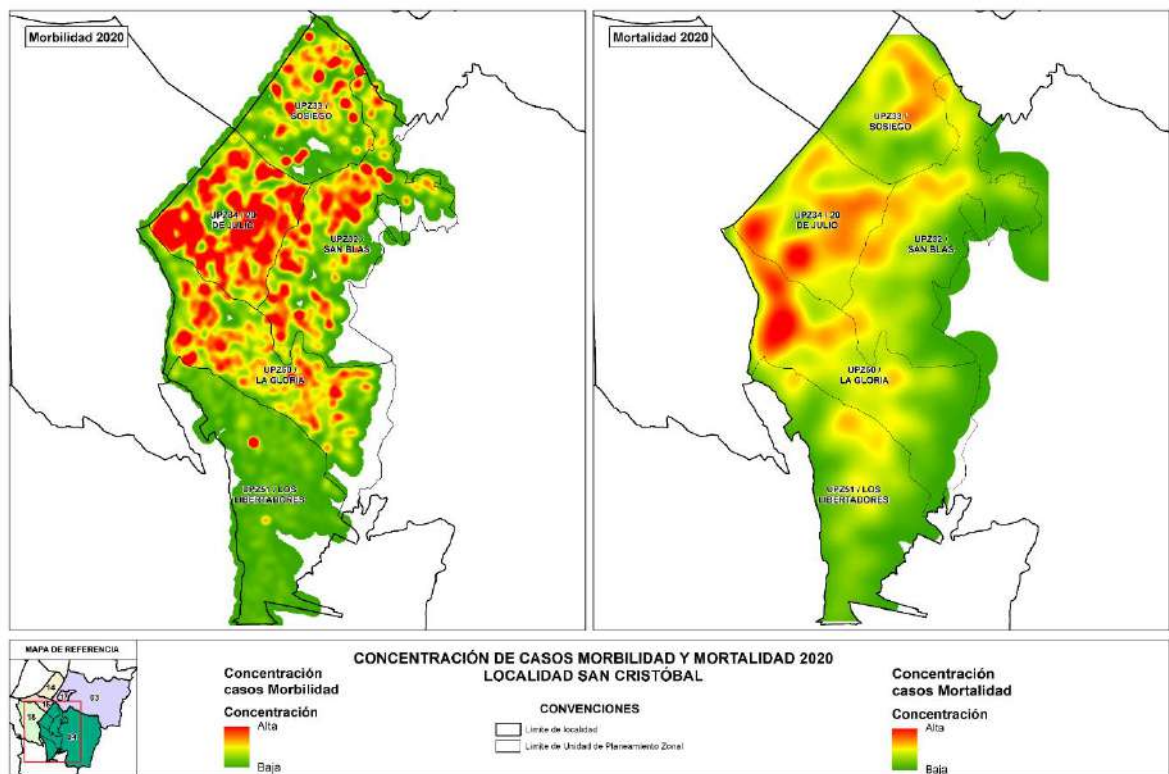 Morbilidad 2020
UPZ33 /
SOSIEGO
UPZ34 / 20
DE JULIO
UPZ32 /
SAN BLAS
UPZ50 /
LA GLORIA
UPZ51 / LOS
LIBERTADORES
Mortalidad 2020
UPZ33 /
SOSIEGO
UPZ34 / 20
DE JULIO
UPZ32 /
SAN BLAS
UPZ50 /
LA GLORIA
UPZ51 / LOS
LIBERTADORES
MAPA DE REFERENCIA
14
03
18
Concentración
casos Morbilidad
Concentración
Alta
Baja
CONCENTRACIÓN DE CASOS MORBILIDAD Y MORTALIDAD 2020
LOCALIDAD SAN CRISTÓBAL
CONVENCIONES
Límite de localidad
Límite de Unidad de Planeamiento Zonal
Concentración
casos Mortalidad
Concentración
Alta
Baja